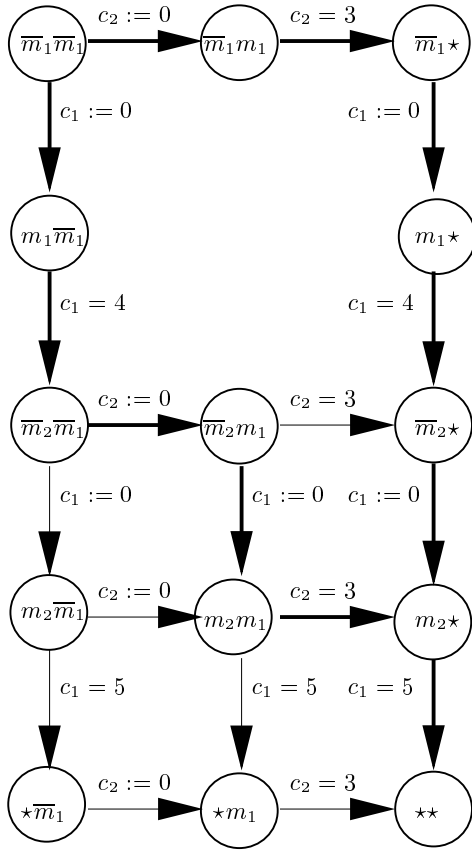 c₂ := 0 c₂ = 3
m̅₁m̅₁ m̅₁m₁ m̅₁⋆
c₁ := 0 c₁ := 0
m₁m̅₁ m₁⋆
c₁ = 4 c₁ = 4
c₂ := 0 c₂ = 3
m̅₂m̅₁ m̅₂m₁ m̅₂⋆
c₁ := 0 c₁ := 0 c₁ := 0
c₂ := 0 c₂ = 3
m₂m̅₁ m₂m₁ m₂⋆
c₁ = 5 c₁ = 5 c₁ = 5
c₂ := 0 c₂ = 3
⋆m̅₁ ⋆m₁ ⋆⋆